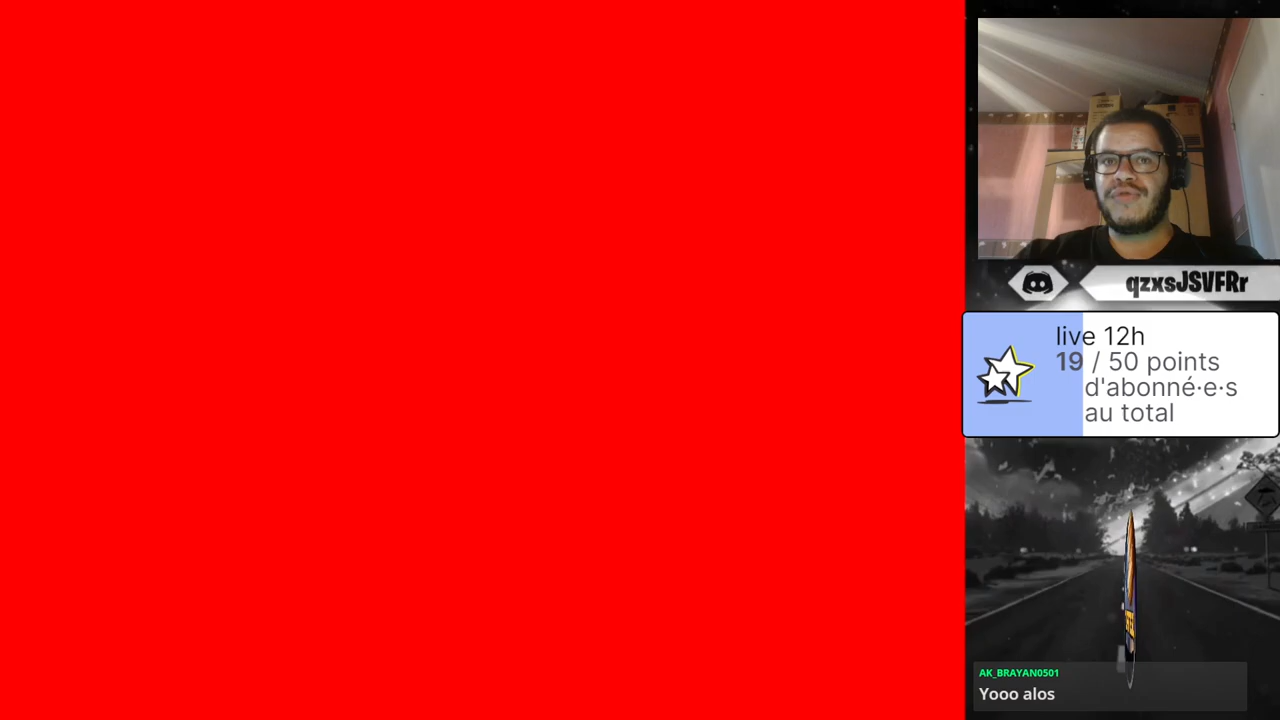 qzxsJSVFRr
live 12h
19 / 50 points
d'abonné·e·s
au total
AK_BRAYAN0501
Yooo alos